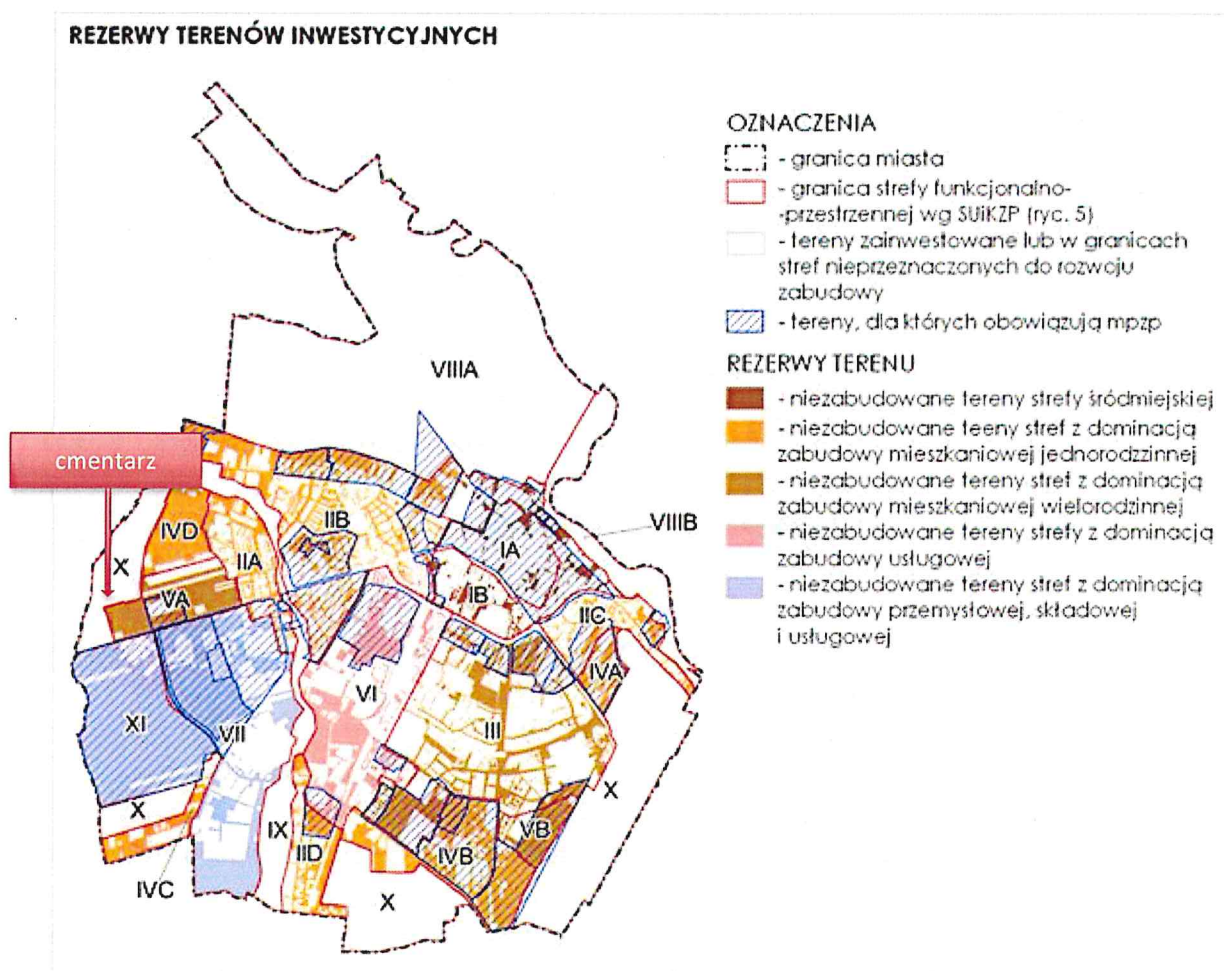 REZERWY TERENÓW INWESTYCYJNYCH
OZNACZENIA
- granica miasta
- granica strefy funkcjonalno-
-przestrzennej wg SUiKZP (ryc. 5)
- tereny zainwestowane lub w granicach
stref nieprzeznaczonych do rozwoju
zabudowy
- tereny, dla których obowiązują mpzp
REZERWY TERENU
- niezabudowane tereny strefy śródmiejskiej
- niezabudowane teeny stref z dominacją
zabudowy mieszkaniowej jednorodzzinnej
- niezabudowane tereny stref z dominacją
zabudowy mieszkaniowej wielorodzinnej
- niezabudowane tereny strefy z dominacją
zabudowy usługowej
- niezabudowane tereny stref z dominacją
zabudowy przemysłowej, składowej
i usługowej
VIIIA
cmentarz
IVD
IIB
VIIIB
X
IIA
IA
VA
IB
IIC
IVA
VI
XI
VII
III
X
X
IX
IID
IVB
VB
IVC
X